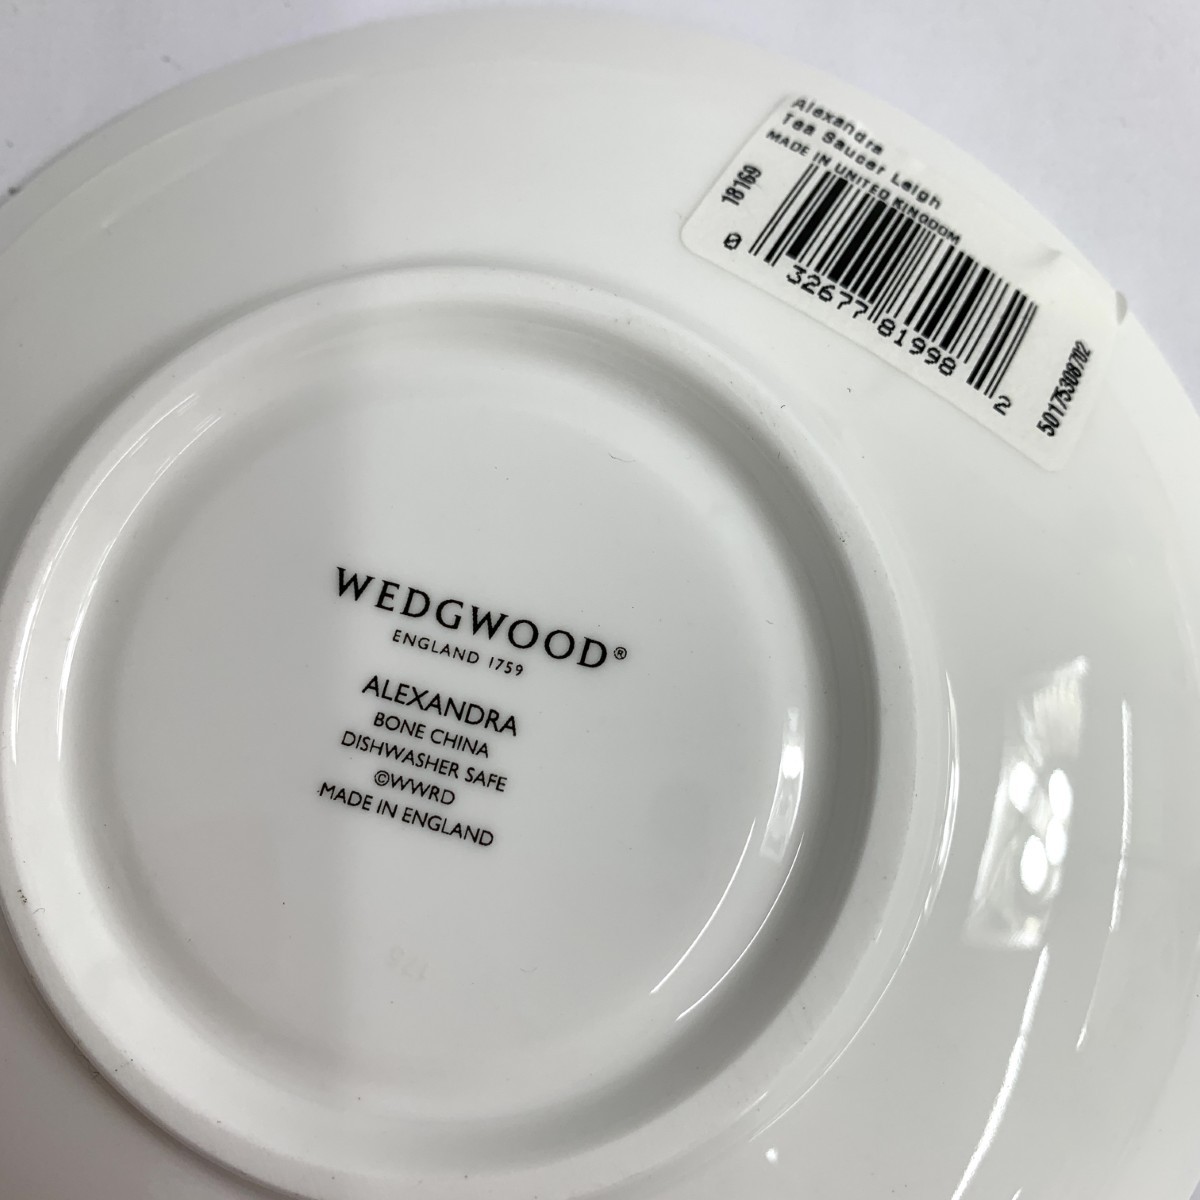 Alexandra
Tea Saucer Leigh
MADE IN UNITED KINGDOM
18169
0 32677 81998 2
50175308702
WEDGWOOD®
ENGLAND 1759
ALEXANDRA
BONE CHINA
DISHWASHER SAFE
©WWRD
MADE IN ENGLAND